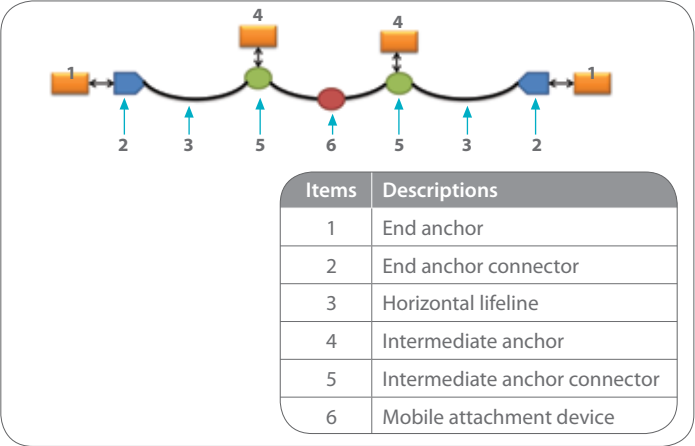 4 4
1 1
2 3 5 6 5 3 2
Items Descriptions
1 End anchor
2 End anchor connector
3 Horizontal lifeline
4 Intermediate anchor
5 Intermediate anchor connector
6 Mobile attachment device